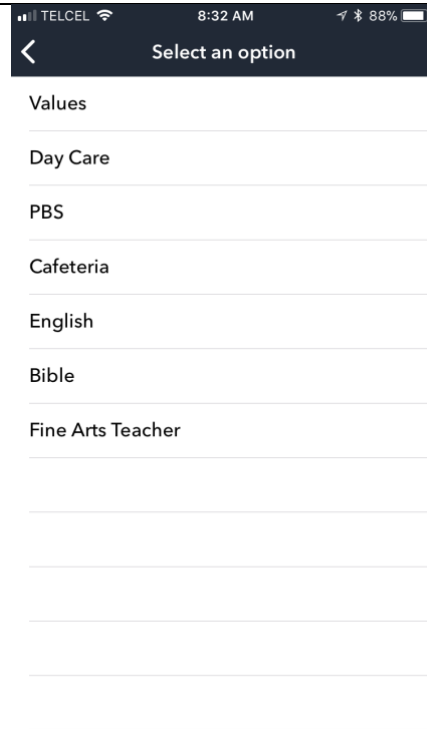 TELCEL 8:32 AM 88%
Select an option
Values
Day Care
PBS
Cafeteria
English
Bible
Fine Arts Teacher